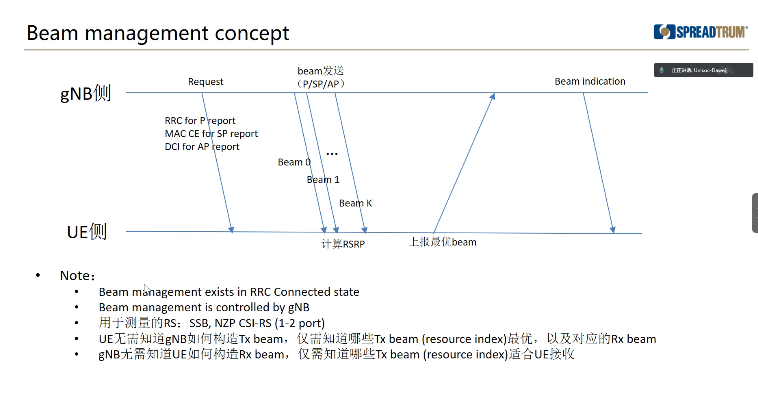 Beam management concept
SPREADTRUM
beam发送
(P/SP/AP)
Request
Beam indication
gNB侧
RRC for P report
MAC CE for SP report
DCI for AP report
...
Beam 0
Beam 1
Beam K
UE侧
计算RSRP
上报最优beam
• Note：
• Beam management exists in RRC Connected state
• Beam management is controlled by gNB
• 用于测量的RS：SSB, NZP CSI-RS (1-2 port)
• UE无需知道gNB如何构造Tx beam，仅需知道哪些Tx beam (resource index)最优，以及对应的Rx beam
• gNB无需知道UE如何构造Rx beam，仅需知道哪些Tx beam (resource index)适合UE接收